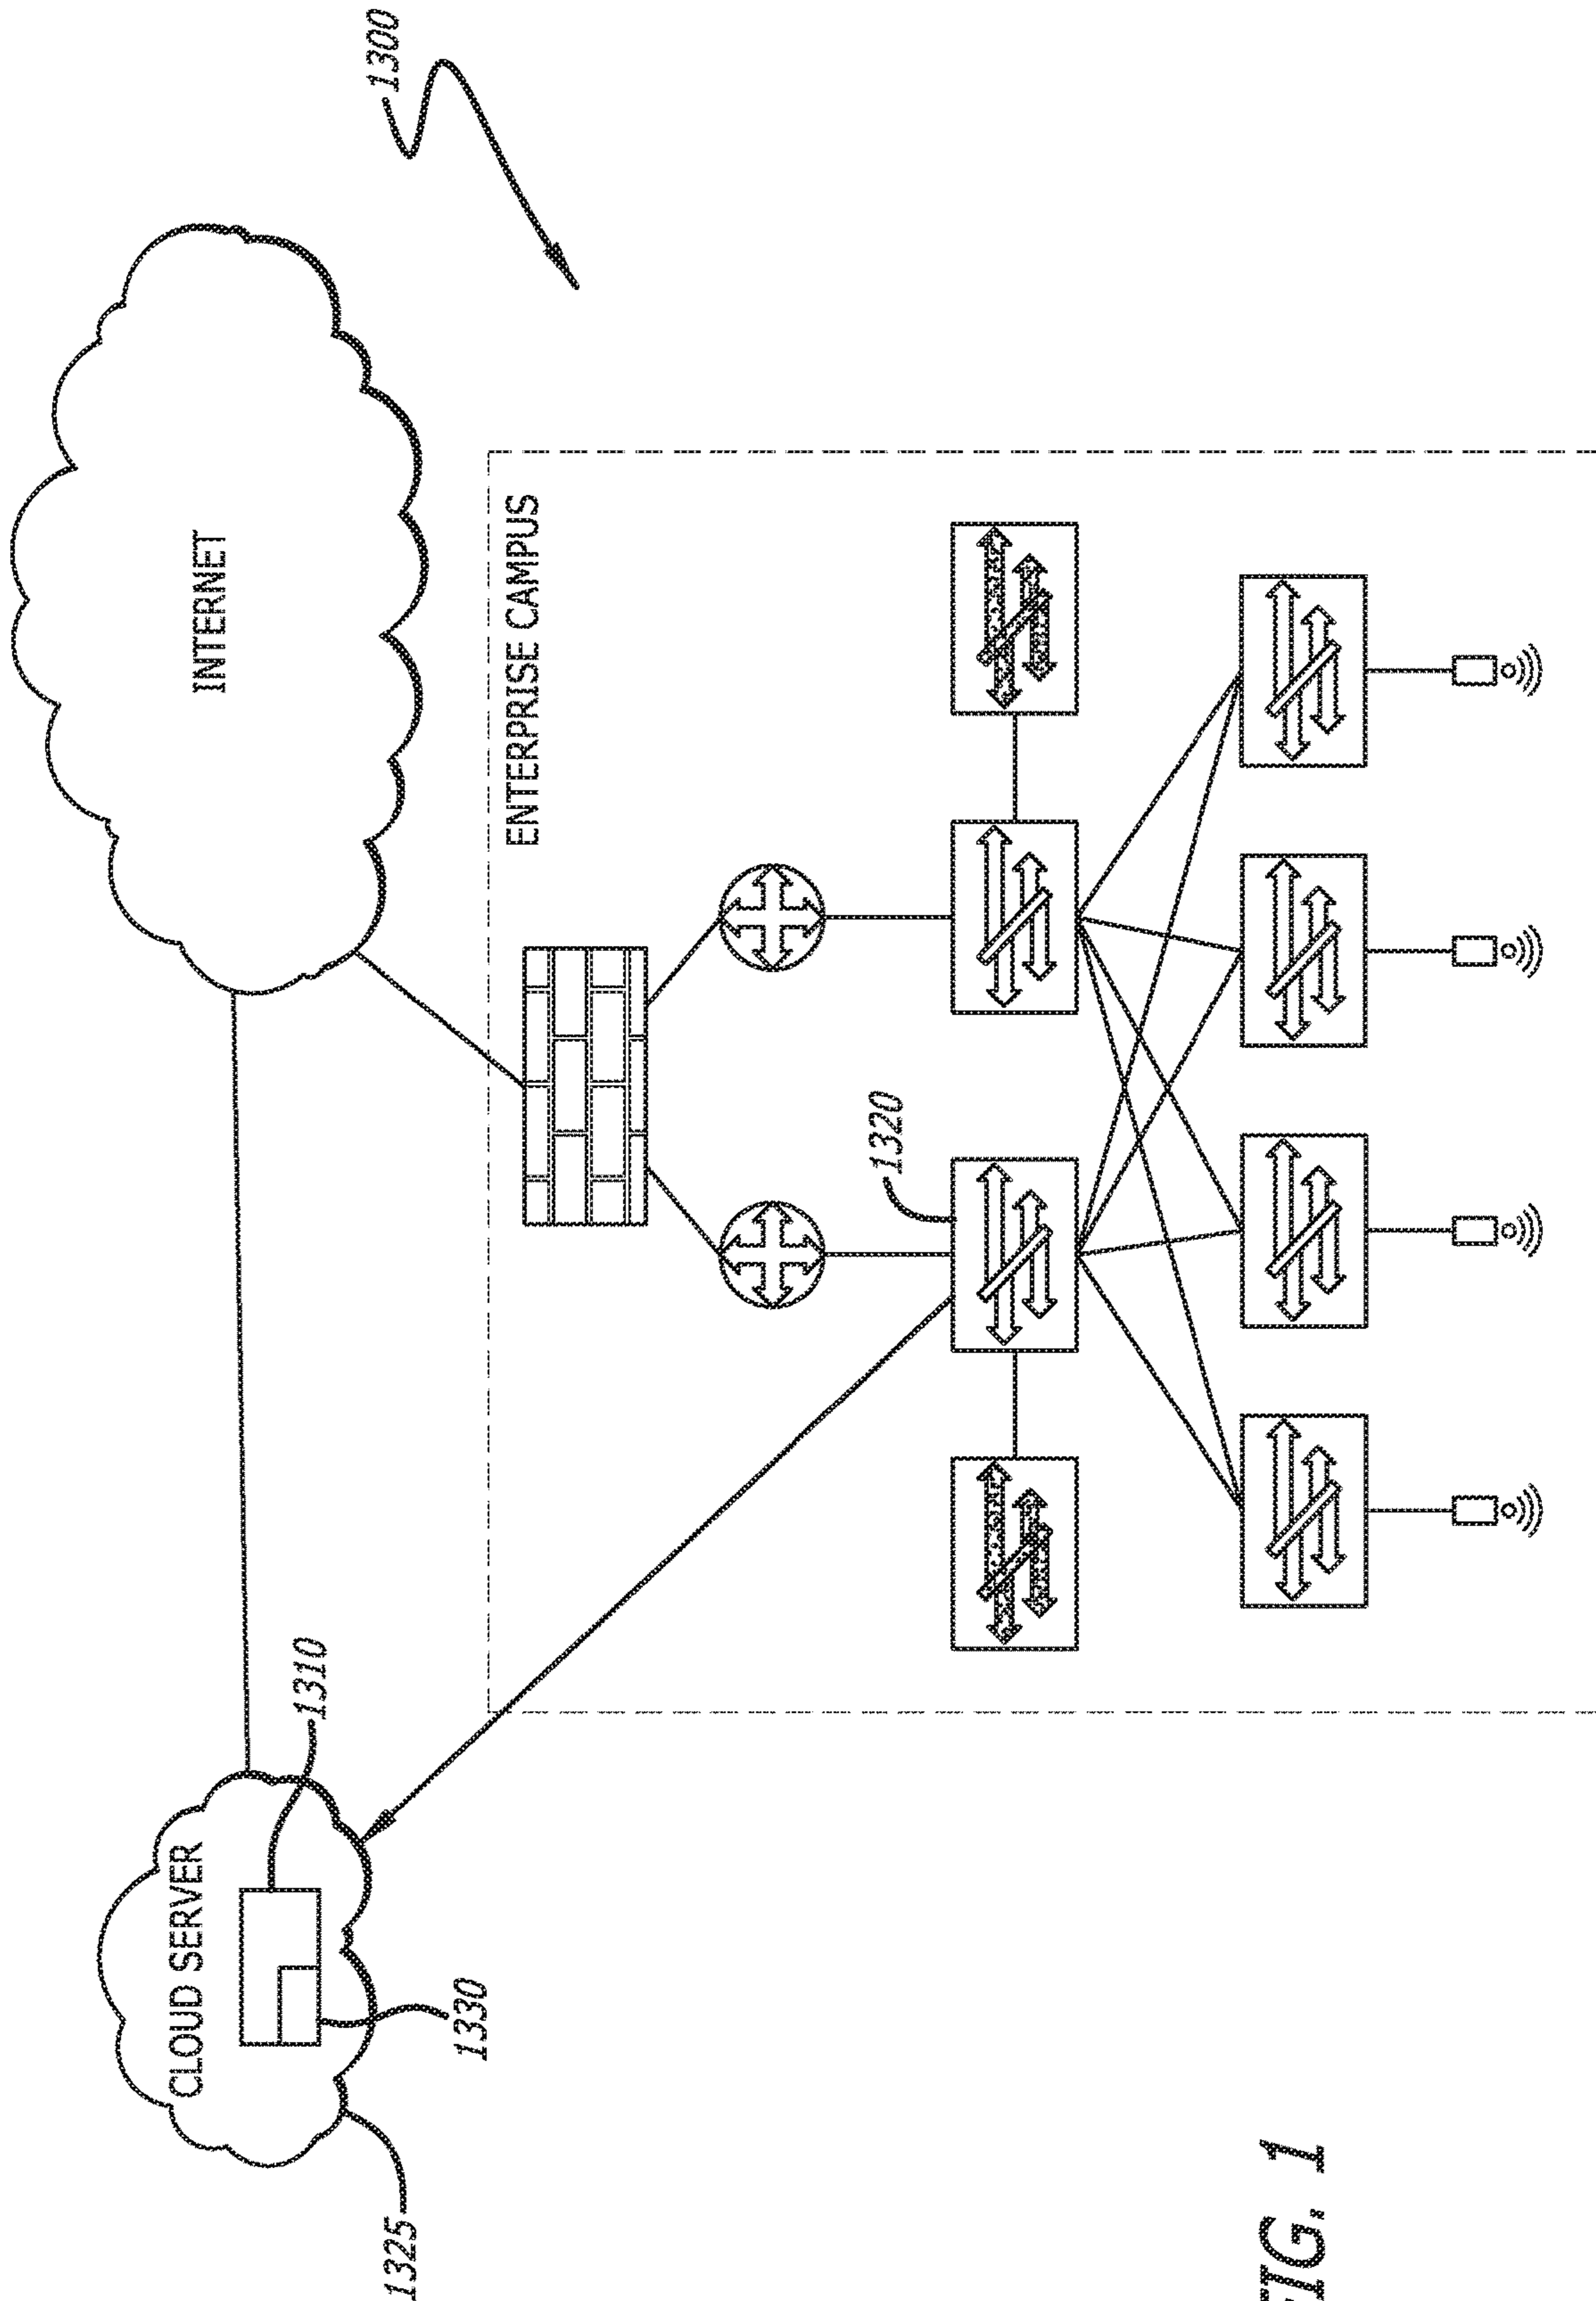 CLOUD SERVER
INTERNET
1310
1300
1325
1330
ENTERPRISE CAMPUS
1320
FIG. 1